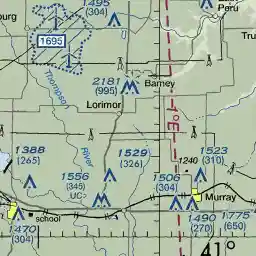 1495
(304)
Peru
burg
1695
Tru
2181
(995)
Barney
Lorimor
Thompson
River
1°E
1388
(265)
1529
(326)
1556
(345)
UC
1240
1523
(310)
1506
(304)
Murray
school
1470
(304)
1490
(270)
1775
(650)
41°